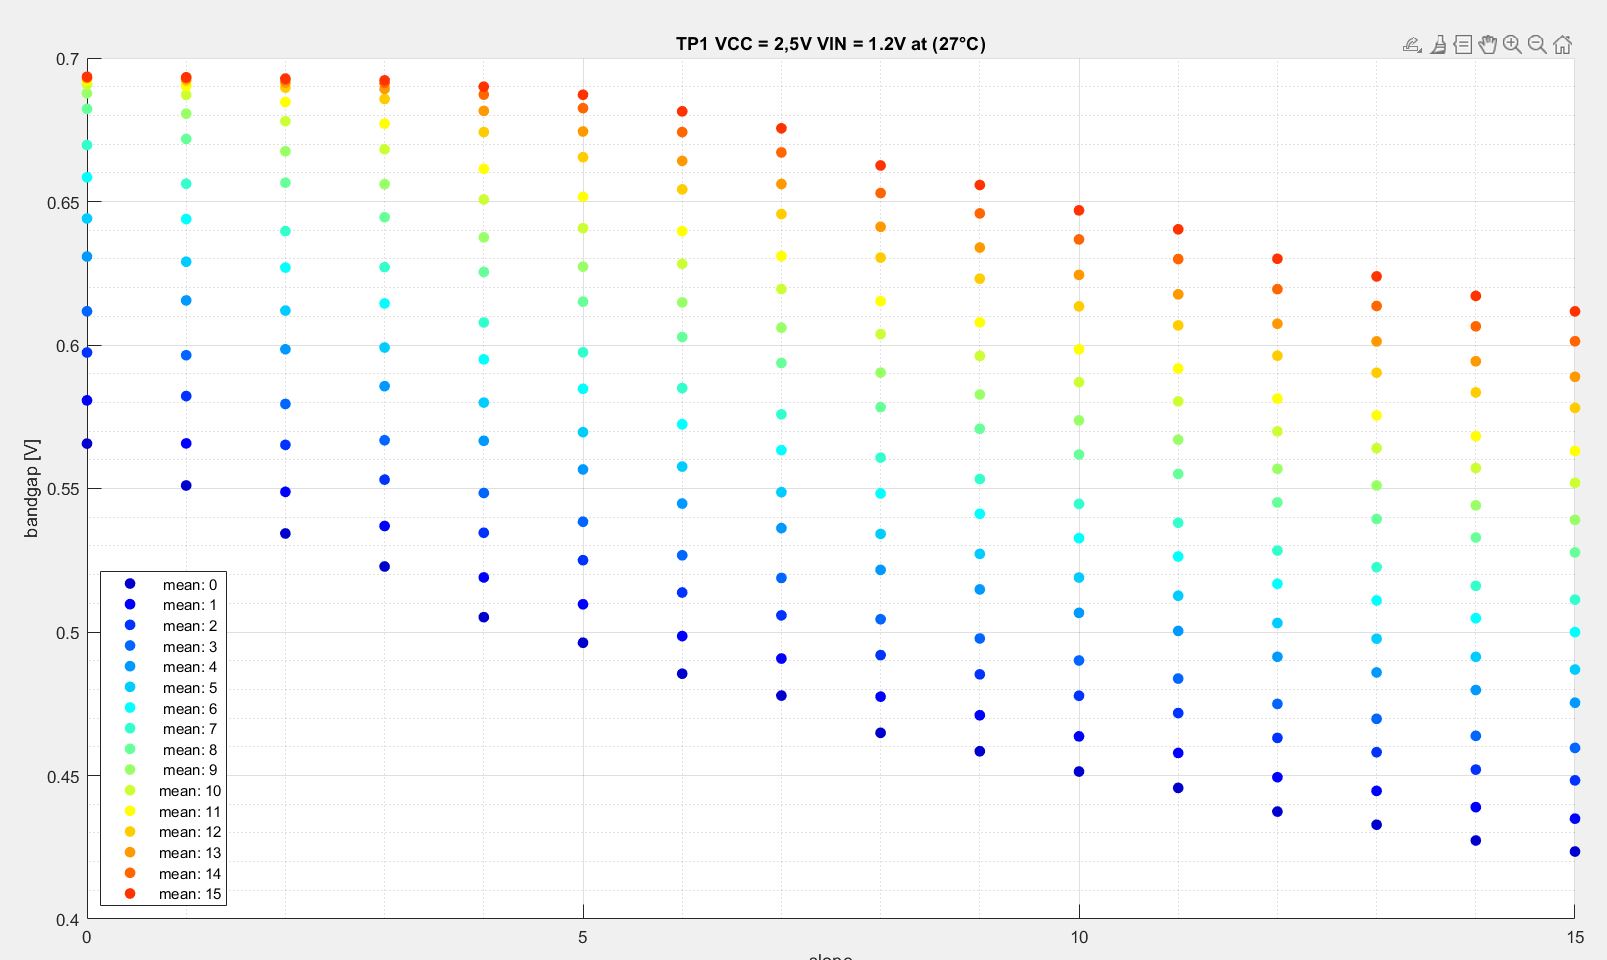 TP1 VCC = 2,5V VIN = 1.2V at (27°C)
0.7
0.65
0.6
0.55
0.5
0.45
0.4
bandgap [V]
mean: 0
mean: 1
mean: 2
mean: 3
mean: 4
mean: 5
mean: 6
mean: 7
mean: 8
mean: 9
mean: 10
mean: 11
mean: 12
mean: 13
mean: 14
mean: 15
0 5 10 15